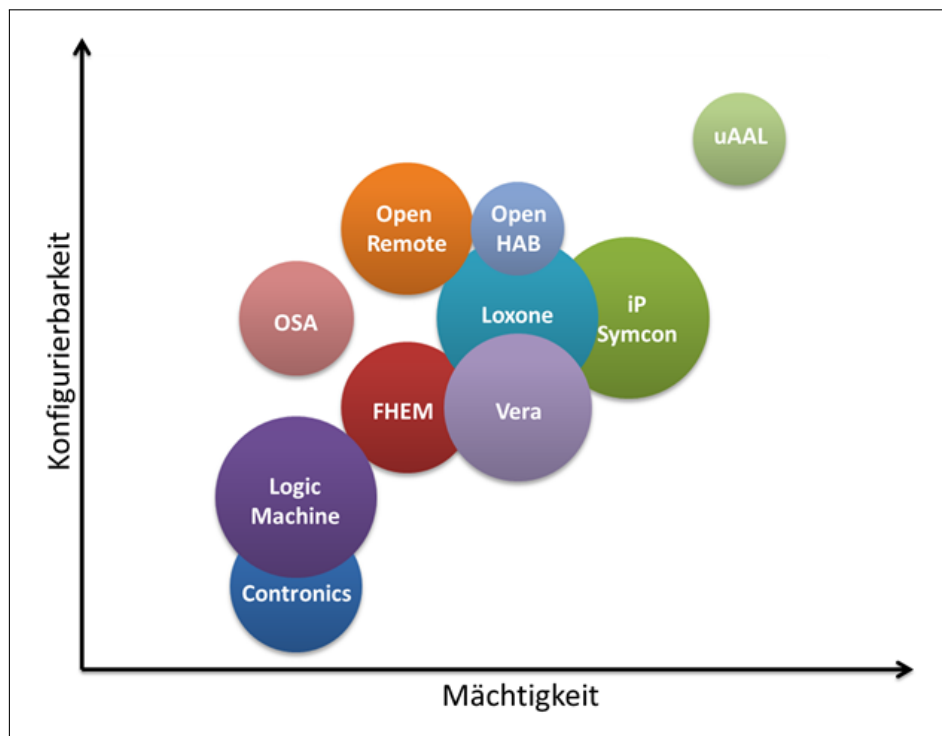 Konfigurierbarkeit
uAAL
Open
Remote
Open
HAB
OSA
Loxone
iP
Symcon
FHEM
Vera
Logic
Machine
Contronics
Mächtigkeit